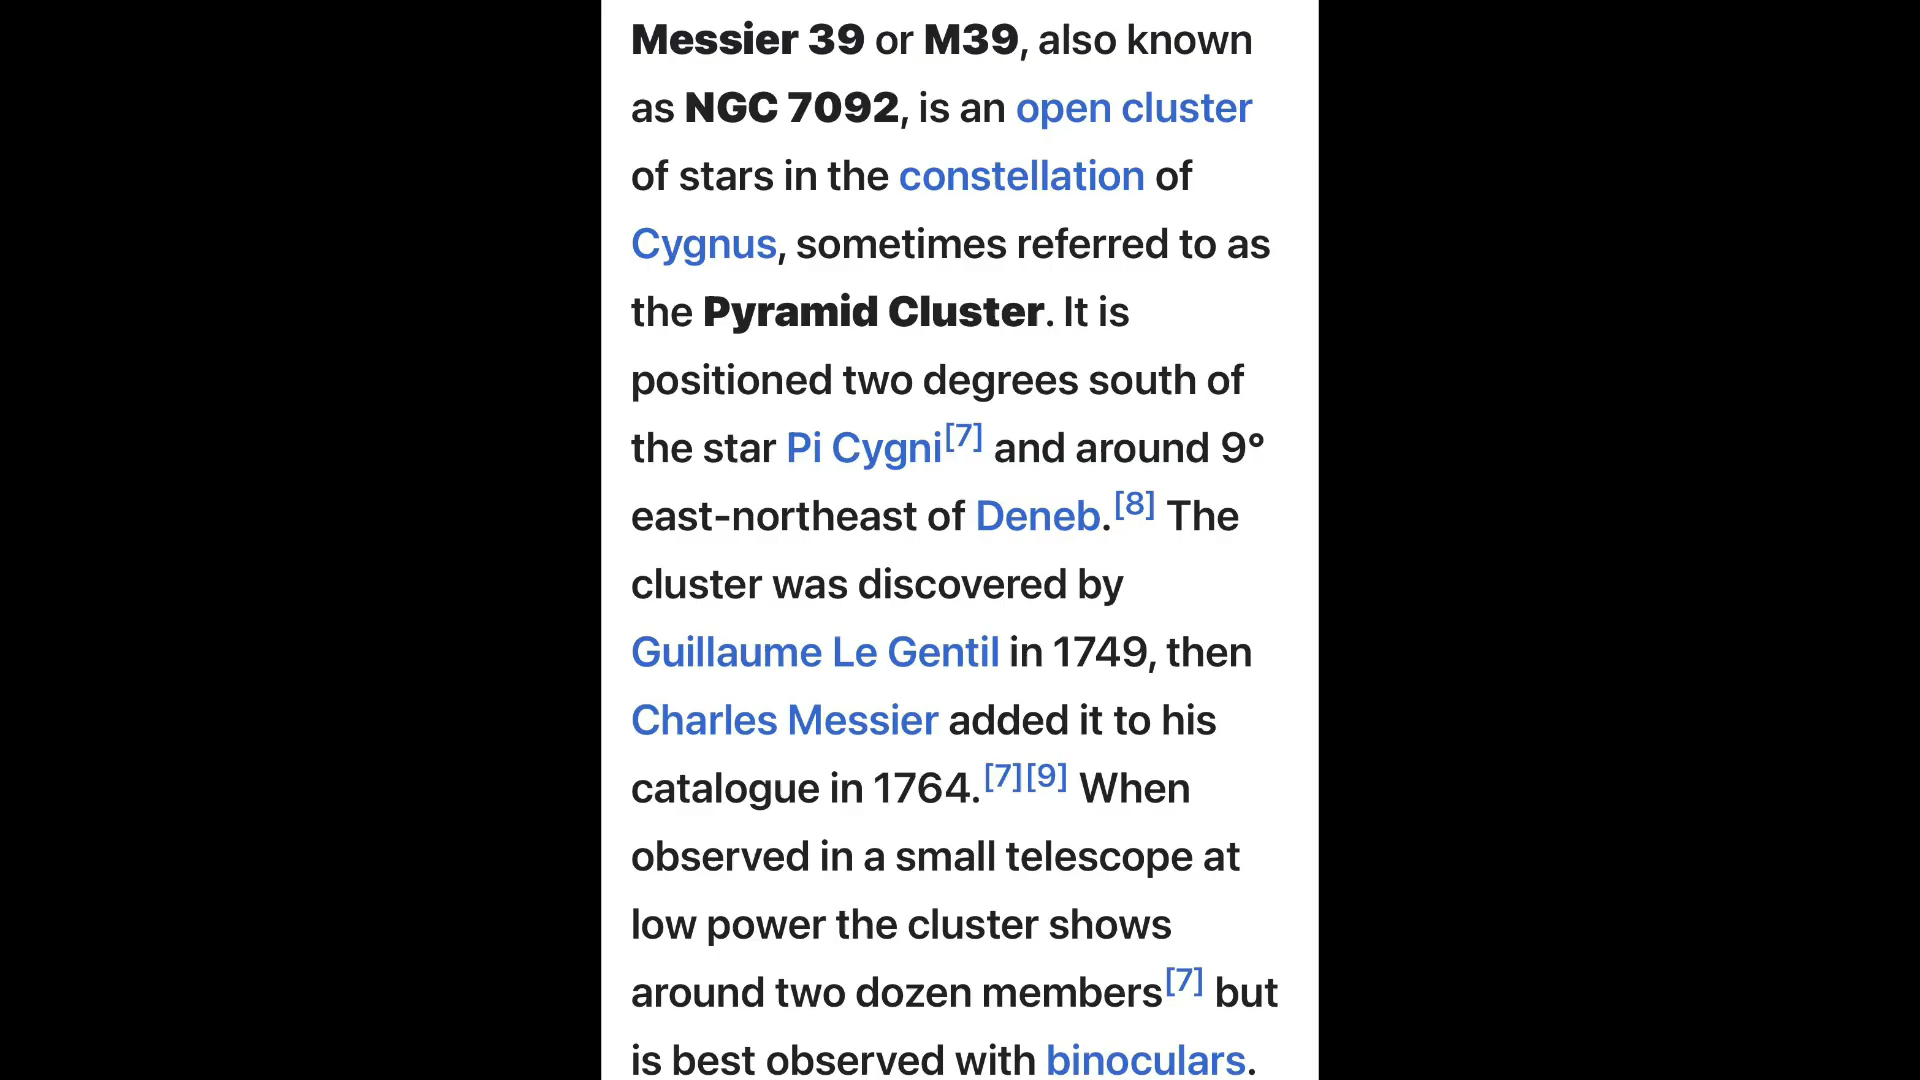 Messier 39 or M39, also known
as NGC 7092, is an open cluster
of stars in the constellation of
Cygnus, sometimes referred to as
the Pyramid Cluster. It is
positioned two degrees south of
the star Pi Cygni[7] and around 9°
east-northeast of Deneb.[8] The
cluster was discovered by
Guillaume Le Gentil in 1749, then
Charles Messier added it to his
catalogue in 1764.[7][9] When
observed in a small telescope at
low power the cluster shows
around two dozen members[7] but
is best observed with binoculars.